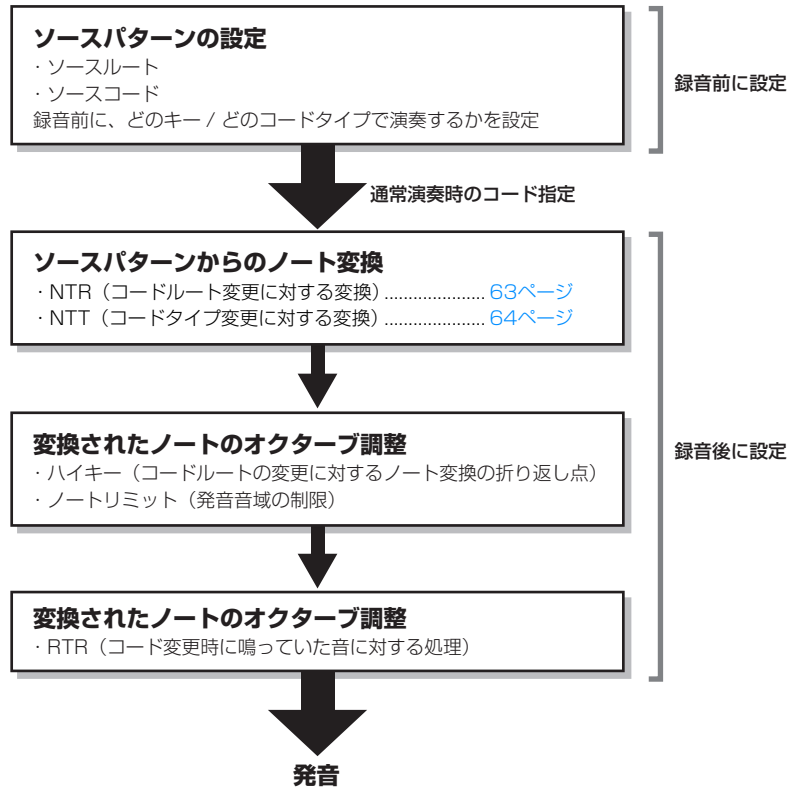 ソースパターンの設定
・ソースルート
・ソースコード
録音前に、どのキー / どのコードタイプで演奏するかを設定
録音前に設定
通常演奏時のコード指定
ソースパターンからのノート変換
・NTR（コードルート変更に対する変換）..................... 63ページ
・NTT（コードタイプ変更に対する変換）..................... 64ページ
変換されたノートのオクターブ調整
・ハイキー（コードルートの変更に対するノート変換の折り返し点）
・ノートリミット（発音音域の制限）
録音後に設定
変換されたノートのオクターブ調整
・RTR（コード変更時に鳴っていた音に対する処理）
発音